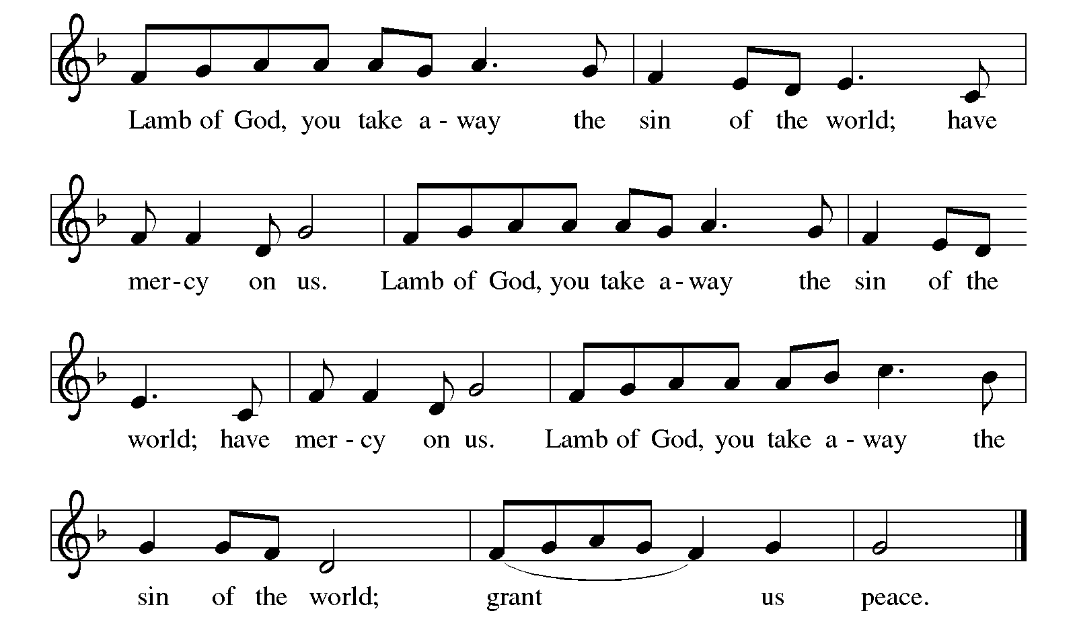 Lamb of God, you take a - way the sin of the world; have
mer - cy on us. Lamb of God, you take a - way the sin of the
world; have mer - cy on us. Lamb of God, you take a - way the
sin of the world; grant us peace.